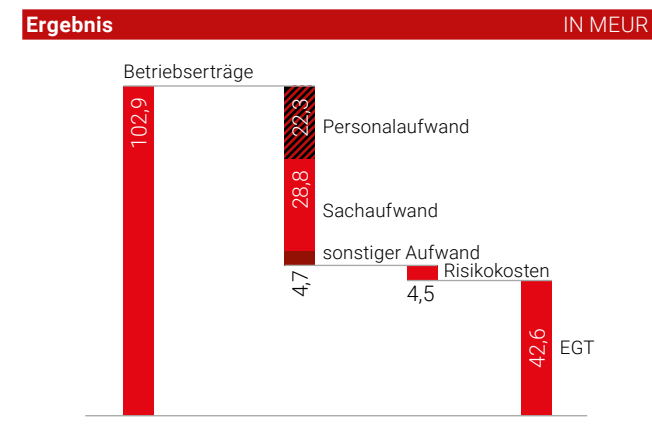 Ergebnis IN MEUR
Betriebserträge
102,9
22,3
Personalaufwand
28,8
Sachaufwand
sonstiger Aufwand
4,7
Risikokosten
4,5
42,6
EGT